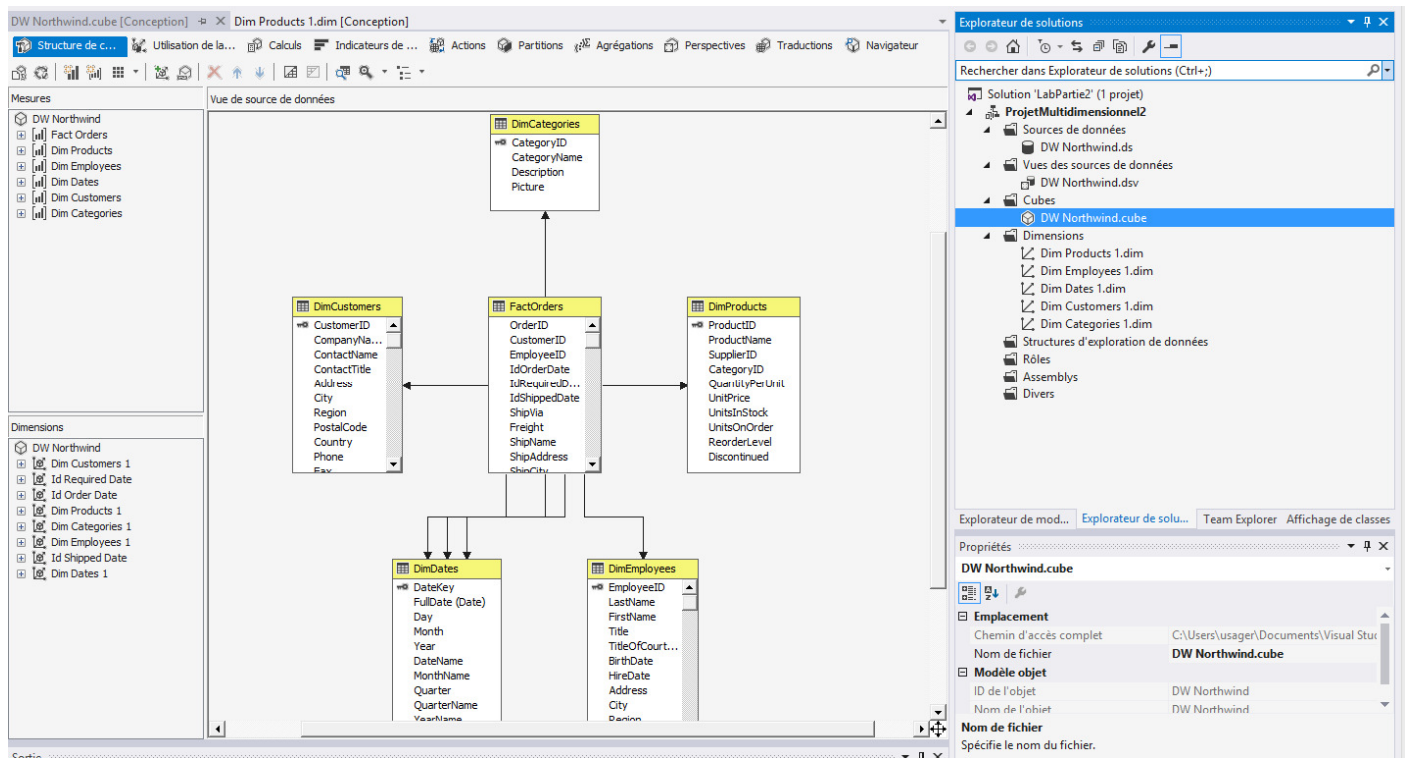 DW Northwind.cube [Conception] Dim Products 1.dim [Conception]
Structure de c... Utilisation de la... Calculs Indicateurs de ... Actions Partitions Agrégations Perspectives Traductions Navigateur
Mesures
DW Northwind
Fact Orders
Dim Products
Dim Employees
Dim Dates
Dim Customers
Dim Categories
Dimensions
DW Northwind
Dim Customers 1
Id Required Date
Id Order Date
Dim Products 1
Dim Categories 1
Dim Employees 1
Id Shipped Date
Dim Dates 1
Vue de source de données
DimCategories
CategoryID
CategoryName
Description
Picture
DimCustomers
CustomerID
CompanyNa...
ContactName
ContactTitle
Address
City
Region
PostalCode
Country
Phone
Fax
FactOrders
OrderID
CustomerID
EmployeeID
IdOrderDate
IdRequiredD...
IdShippedDate
ShipVia
Freight
ShipName
ShipAddress
ShipCity
DimProducts
ProductID
ProductName
SupplierID
CategoryID
QuantityPerUnit
UnitPrice
UnitsInStock
UnitsOnOrder
ReorderLevel
Discontinued
DimDates
DateKey
FullDate (Date)
Day
Month
Year
DateName
MonthName
Quarter
QuarterName
YearName
DimEmployees
EmployeeID
LastName
FirstName
Title
TitleOfCourt...
BirthDate
HireDate
Address
City
Region
Sortie
Explorateur de solutions
Rechercher dans Explorateur de solutions (Ctrl+;)
Solution 'LabPartie2' (1 projet)
ProjetMultidimensionnel2
Sources de données
DW Northwind.ds
Vues des sources de données
DW Northwind.dsv
Cubes
DW Northwind.cube
Dimensions
Dim Products 1.dim
Dim Employees 1.dim
Dim Dates 1.dim
Dim Customers 1.dim
Dim Categories 1.dim
Structures d'exploration de données
Rôles
Assemblys
Divers
Explorateur de mod... Explorateur de solu... Team Explorer Affichage de classes
Propriétés
DW Northwind.cube
Emplacement
Chemin d'accès complet C:\Users\usager\Documents\Visual Stuc
Nom de fichier DW Northwind.cube
Modèle objet
ID de l'objet DW Northwind
Nom de l'objet DW Northwind
Nom de fichier
Spécifie le nom du fichier.